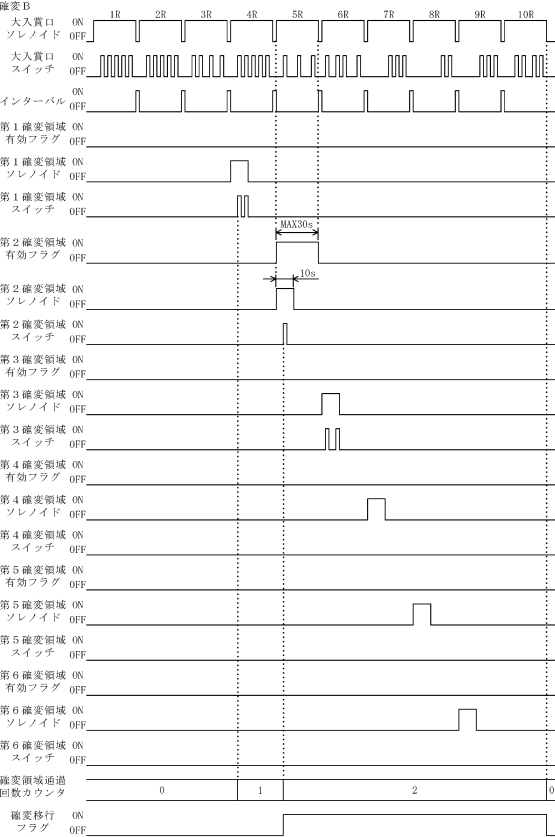 確変B
1R 2R 3R 4R 5R 6R 7R 8R 9R 10R
大入賞口 ON
ソレノイド OFF
大入賞口 ON
スイッチ OFF
ON
インターバル
OFF
第1確変領域 ON
有効フラグ OFF
第1確変領域 ON
ソレノイド OFF
第1確変領域 ON
スイッチ OFF
MAX30s
第2確変領域 ON
有効フラグ OFF
10s
第2確変領域 ON
ソレノイド OFF
第2確変領域 ON
スイッチ OFF
第3確変領域 ON
有効フラグ OFF
第3確変領域 ON
ソレノイド OFF
第3確変領域 ON
スイッチ OFF
第4確変領域 ON
有効フラグ OFF
第4確変領域 ON
ソレノイド OFF
第4確変領域 ON
スイッチ OFF
第5確変領域 ON
有効フラグ OFF
第5確変領域 ON
ソレノイド OFF
第5確変領域 ON
スイッチ OFF
第6確変領域 ON
有効フラグ OFF
第6確変領域 ON
ソレノイド OFF
第6確変領域 ON
スイッチ OFF
確変領域通過
回数カウンタ 0 1 2 0
確変移行 ON
フラグ OFF